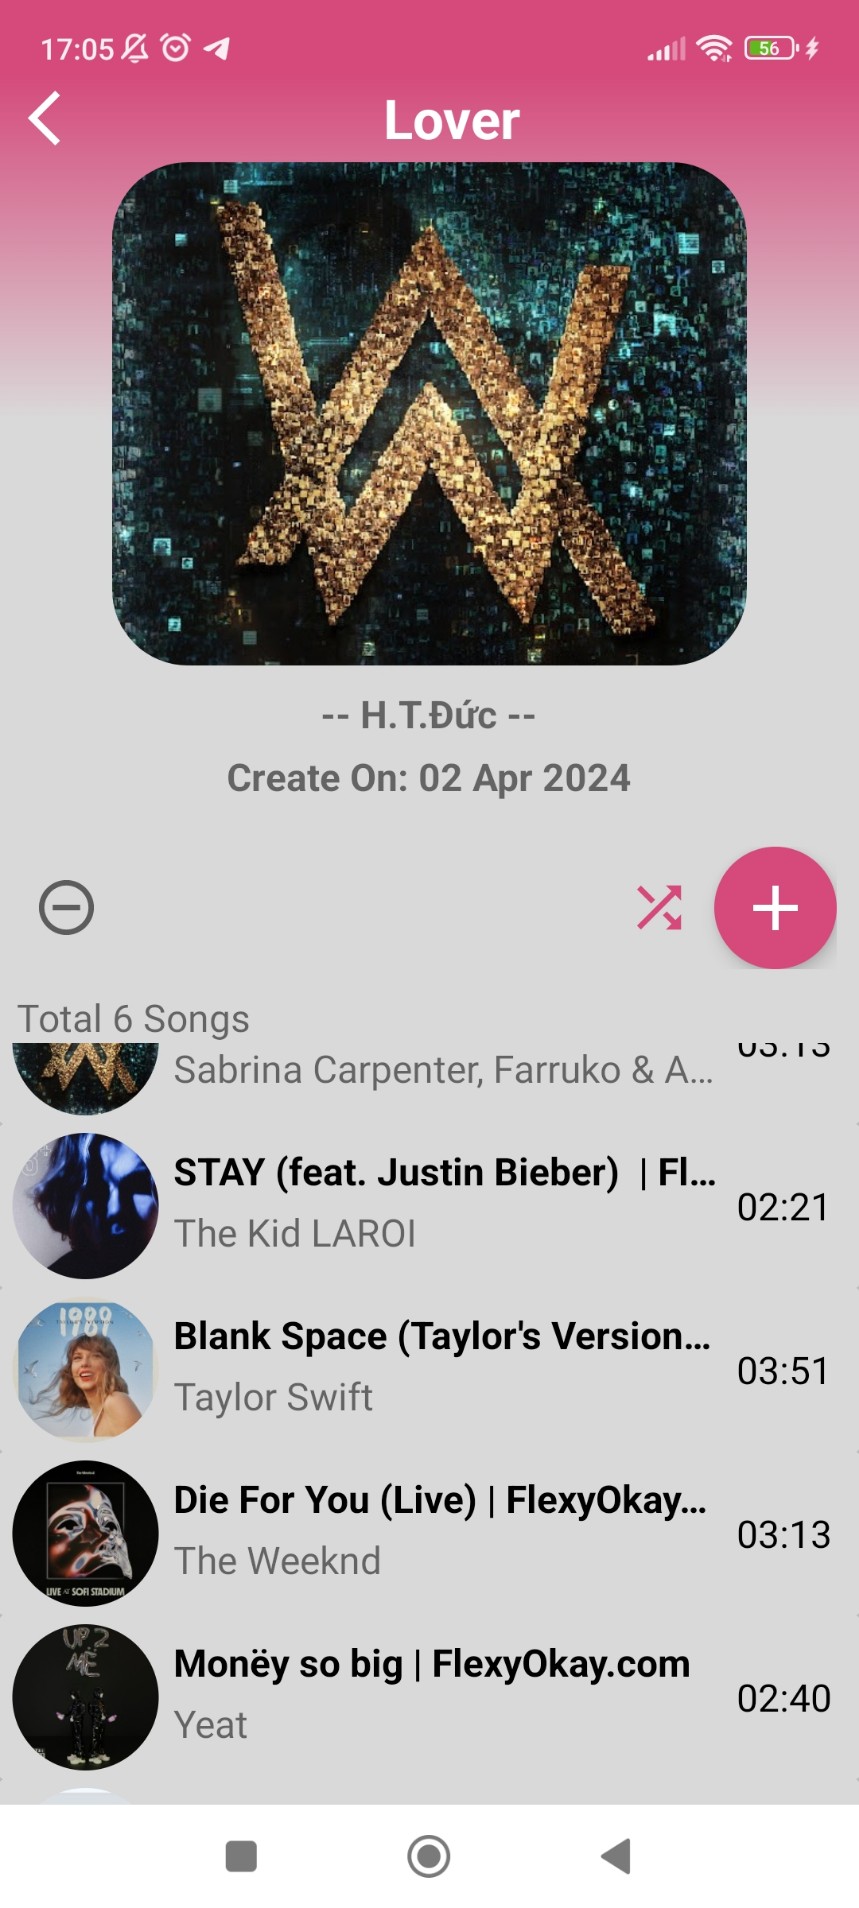 17:05
56
Lover
-- H.T.Đức --
Create On: 02 Apr 2024
Total 6 Songs
03:13
Sabrina Carpenter, Farruko & A...
STAY (feat. Justin Bieber)  | Fl...
02:21
The Kid LAROI
1989
Blank Space (Taylor's Version...
03:51
Taylor Swift
Die For You (Live) | FlexyOkay...
03:13
The Weeknd
LIVE AT SOFI STADIUM
UP 2
MË
Monëy so big | FlexyOkay.com
02:40
Yeat